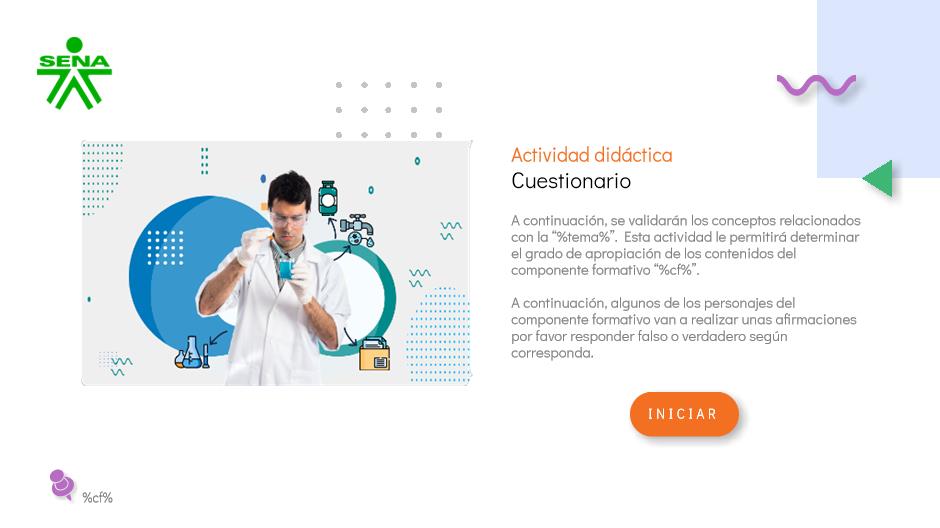 SENA
Actividad didáctica
Cuestionario
A continuación, se validarán los conceptos relacionados
con la “%tema%”.  Esta actividad le permitirá determinar
el grado de apropiación de los contenidos del
componente formativo “%cf%”.
A continuación, algunos de los personajes del
componente formativo van a realizar unas afirmaciones
por favor responder falso o verdadero según
corresponda.
INICIAR
%cf%